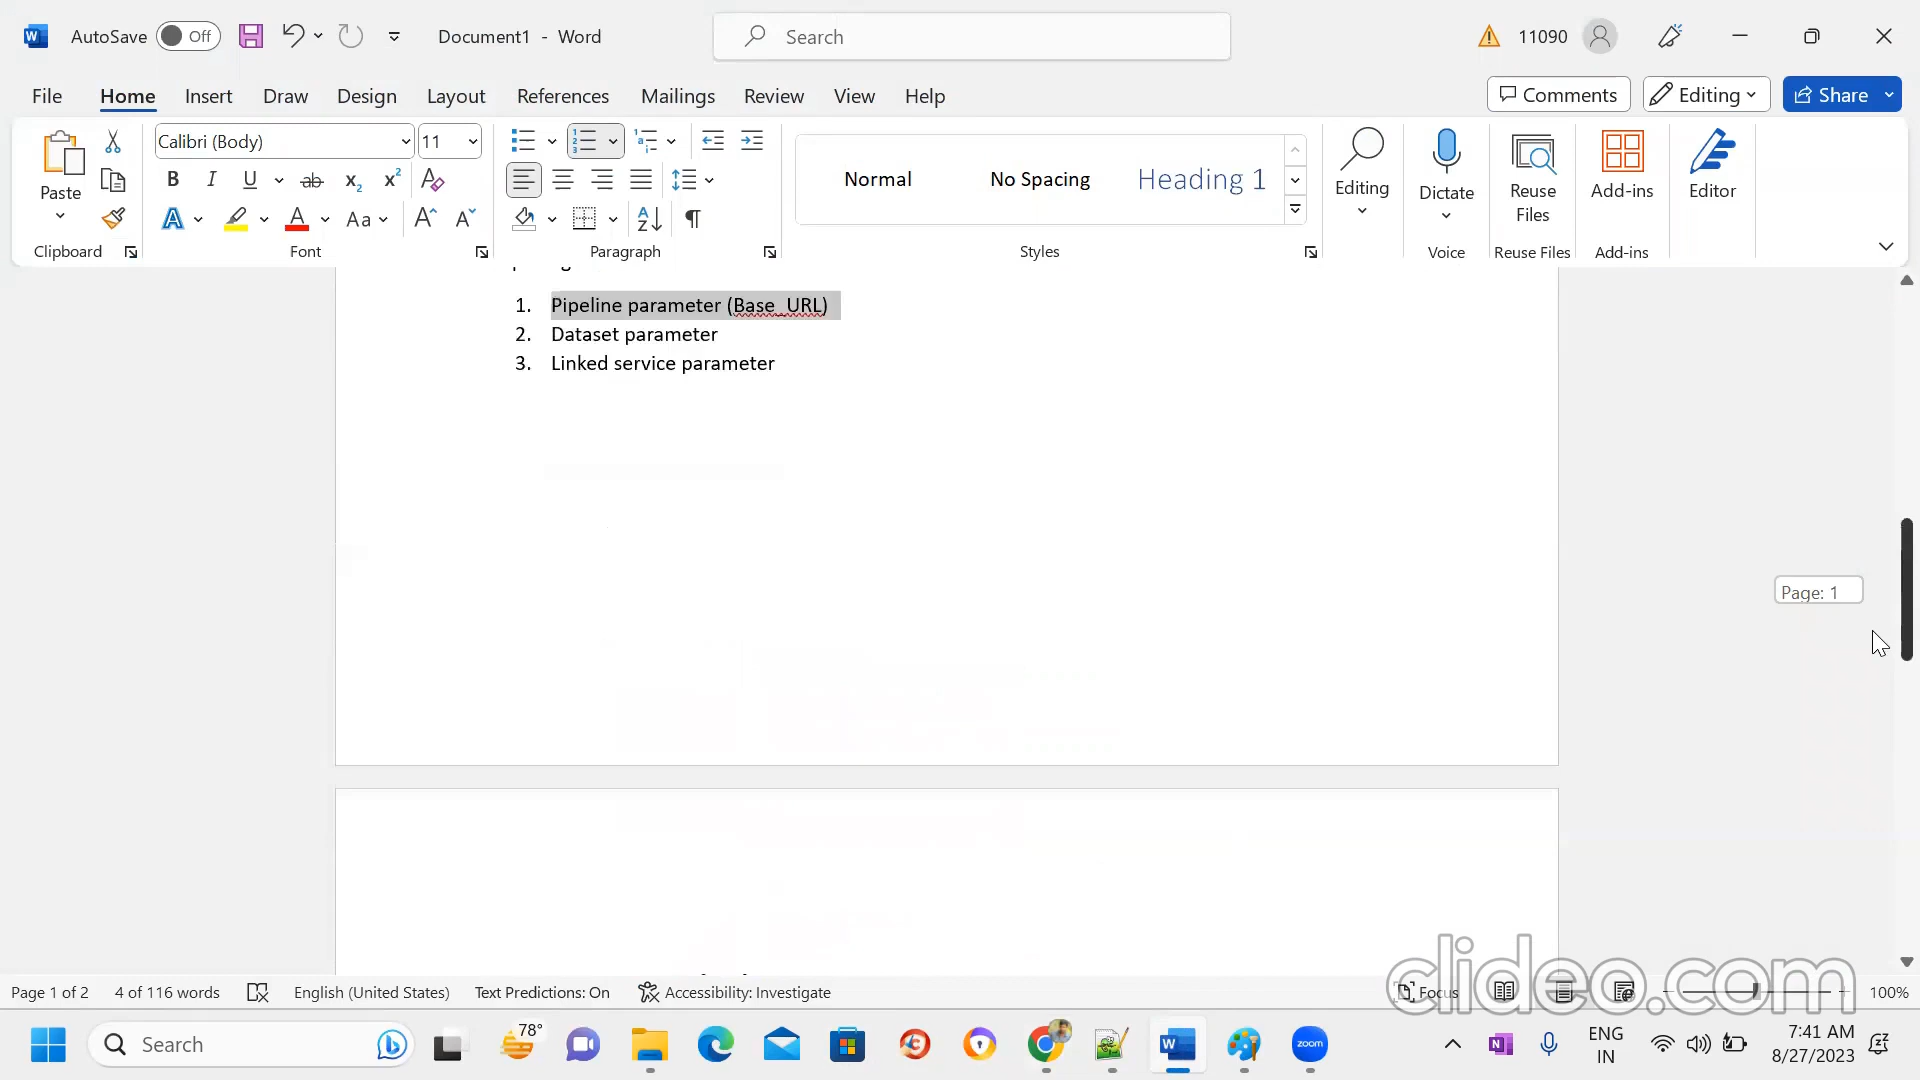 AutoSave Off Document1 - Word Search 11090
File Home Insert Draw Design Layout References Mailings Review View Help Comments Editing Share
Calibri (Body) 11
Paste
Normal No Spacing Heading 1
Editing Dictate Reuse Files Add-ins Editor
Clipboard Font Paragraph Styles Voice Reuse Files Add-ins
1. Pipeline parameter (Base_URL)
2. Dataset parameter
3. Linked service parameter
Page: 1
clideo.com
Page 1 of 2 4 of 116 words English (United States) Text Predictions: On Accessibility: Investigate Focus 100%
Search 78° zoom ENG IN 7:41 AM 8/27/2023